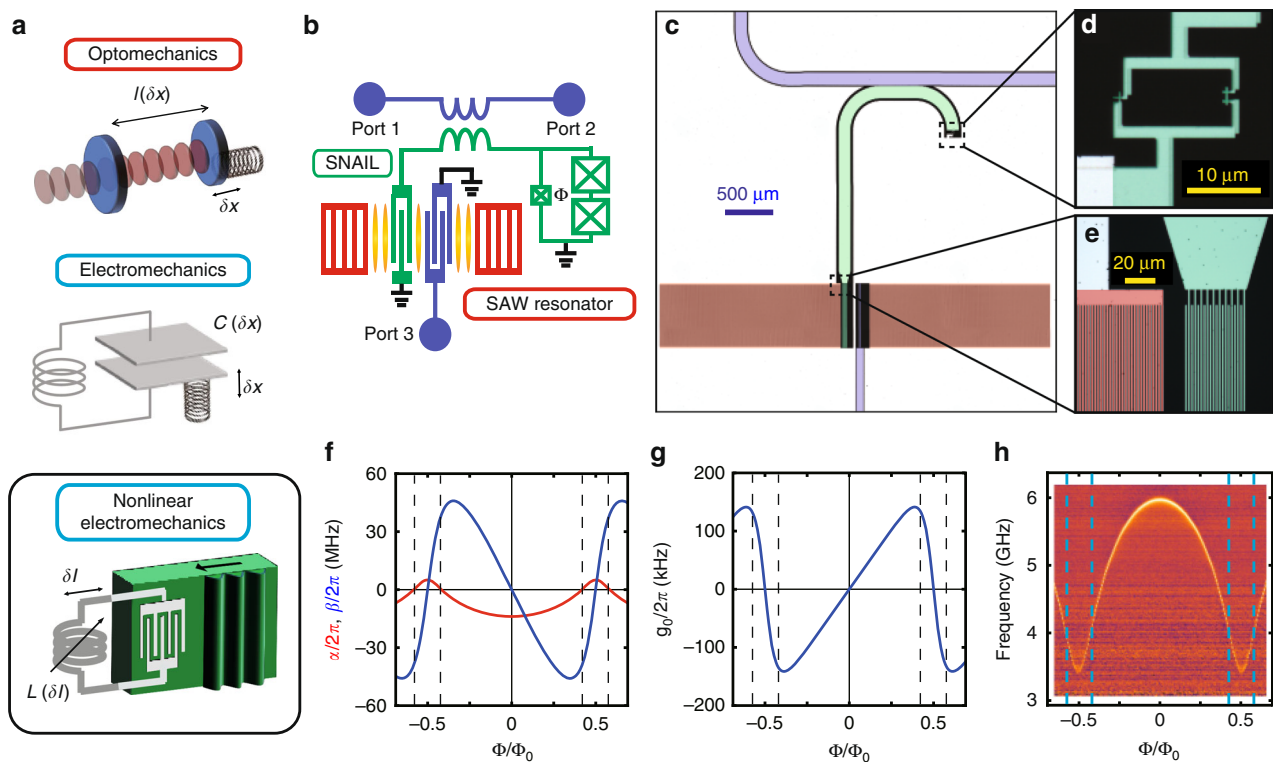 a
Optomechanics
l(δx)
δx
Electromechanics
C (δx)
δx
Nonlinear
electromechanics
δI
L (δI)
b
Port 1
Port 2
SNAIL
Φ
SAW resonator
Port 3
c
500 μm
d
10 μm
e
20 μm
f
α/2π, β/2π (MHz)
60
30
0
−30
−60
−0.5
0
0.5
Φ/Φ0
g
g0/2π (kHz)
200
100
0
−100
−200
−0.5
0
0.5
Φ/Φ0
h
Frequency (GHz)
6
5
4
3
−0.5
0
0.5
Φ/Φ0